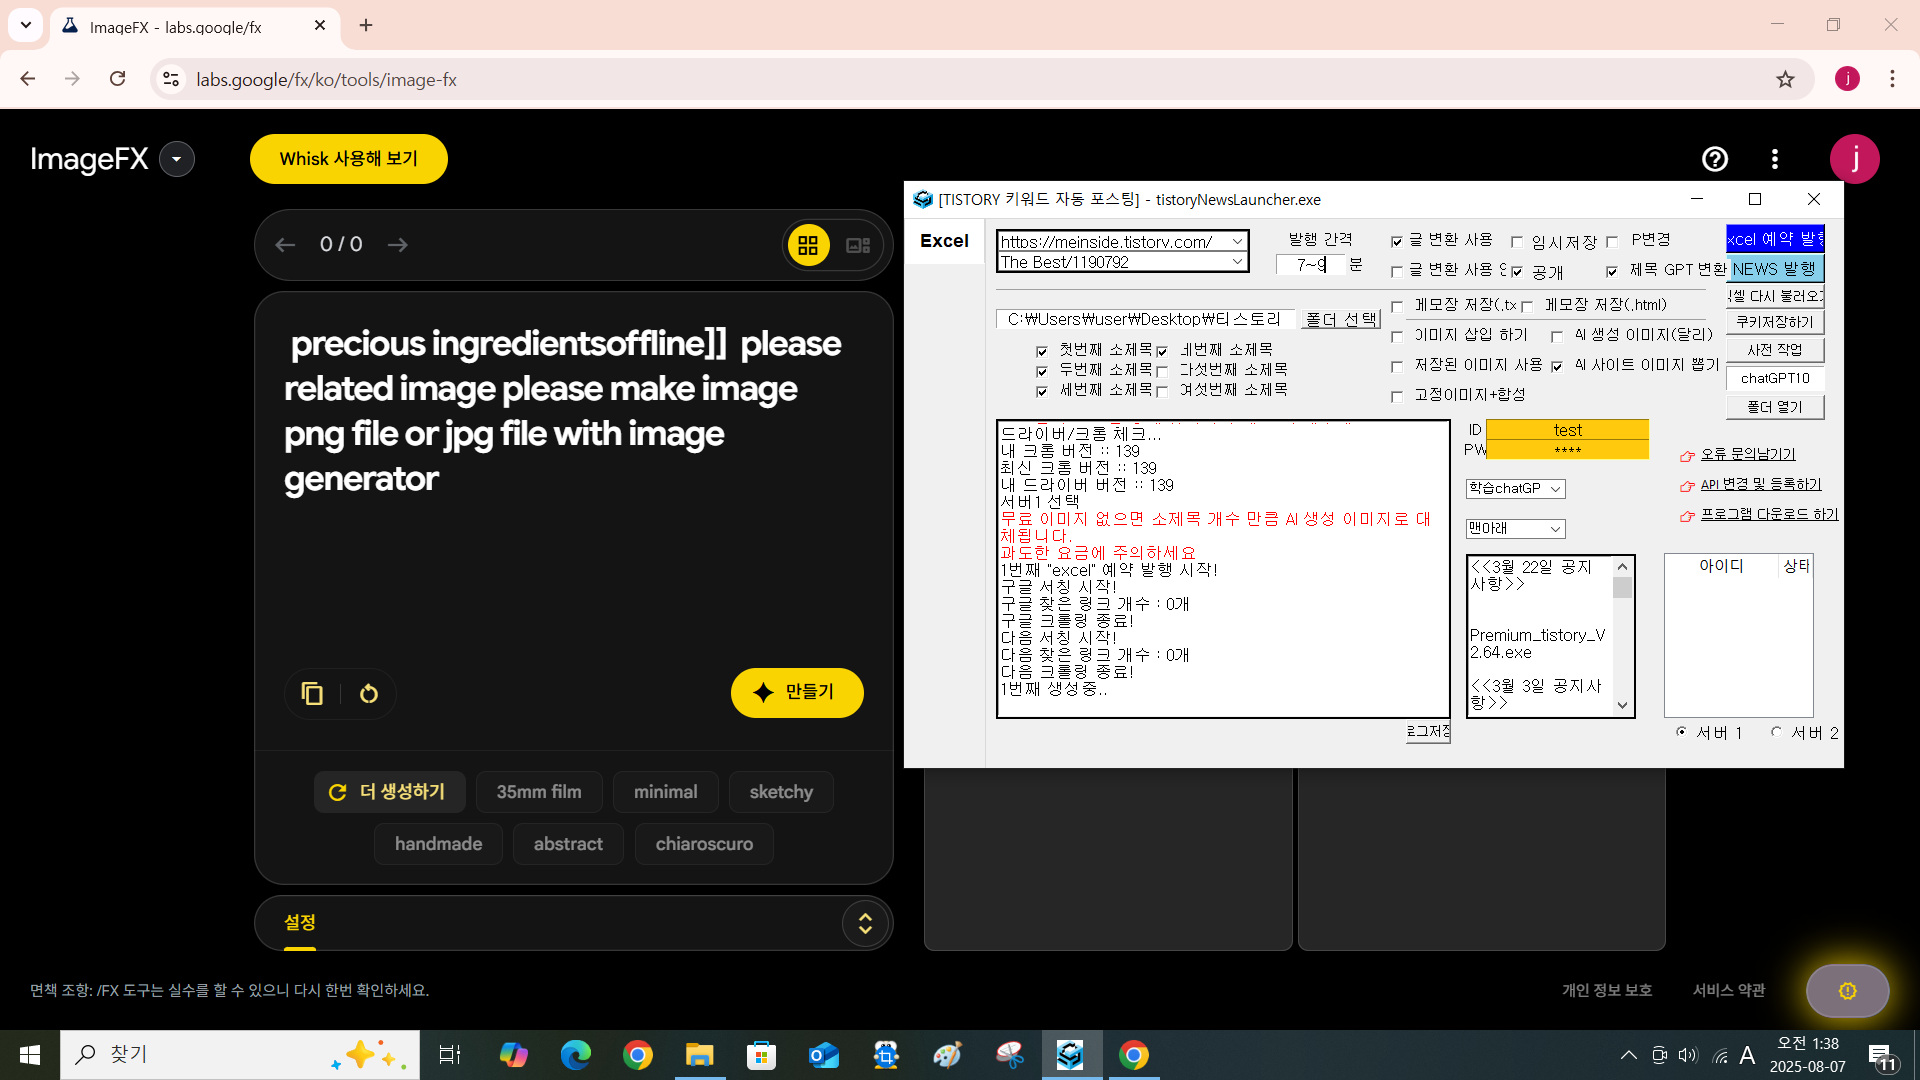 ImageFX - labs.google/fx
labs.google/fx/ko/tools/image-fx
j
ImageFX
Whisk 사용해 보기
j
0 / 0
precious ingredientsoffline]] please
related image please make image
png file or jpg file with image
generator
만들기
더 생성하기
35mm film
minimal
sketchy
handmade
abstract
chiaroscuro
설정
면책 조항: /FX 도구는 실수를 할 수 있으니 다시 한번 확인하세요.
개인 정보 보호
서비스 약관
[TISTORY 키워드 자동 포스팅] - tistoryNewsLauncher.exe
Excel
https://meinside.tistory.com/
The Best/1190792
발행 간격
7~9 분
글 변환 사용
임시저장
P변경
글 변환 사용 안
공개
제목 GPT 변환
xcel 예약 발행
NEWS 발행
셀 다시 불러오기
쿠키저장하기
사전 작업
chatGPT10
폴더 열기
C:₩Users₩user₩Desktop₩티스토리
폴더 선택
메모장 저장(.tx
메모장 저장(.html)
이미지 삽입 하기
AI 생성 이미지(달리)
저장된 이미지 사용
AI 사이트 이미지 뽑기
고정이미지+합성
첫번째 소제목
네번째 소제목
두번째 소제목
다섯번째 소제목
세번째 소제목
여섯번째 소제목
드라이버/크롬 체크...
내 크롬 버전 :: 139
최신 크롬 버전 :: 139
내 드라이버 버전 :: 139
서버1 선택
무료 이미지 없으면 소제목 개수 만큼 AI 생성 이미지로 대
체됩니다.
과도한 요금에 주의하세요
1번째 "excel" 예약 발행 시작!
구글 서칭 시작!
구글 찾은 링크 개수 : 0개
구글 크롤링 종료!
다음 서칭 시작!
다음 찾은 링크 개수 : 0개
다음 크롤링 종료!
1번째 생성중..
로그저장
ID test
PW ****
학습chatGP
맨아래
오류 문의남기기
API 변경 및 등록하기
프로그램 다운로드 하기
<<3월 22일 공지
사항>>
Premium_tistory_V
2.64.exe
<<3월 3일 공지사
항>>
아이디
상태
서버 1
서버 2
찾기
A
오전 1:38
2025-08-07
11